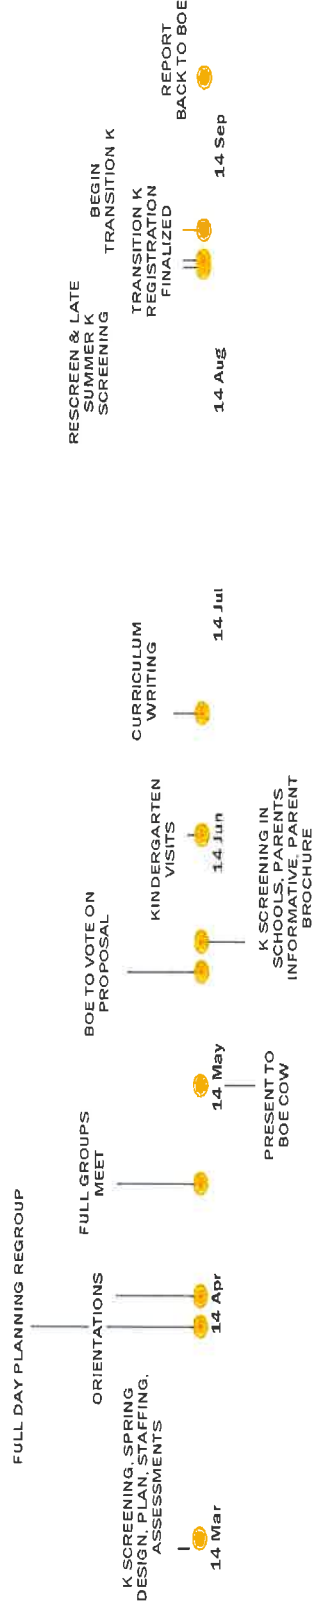 K SCREENING, SPRING
DESIGN, PLAN, STAFFING,
ASSESSMENTS
14 Mar
FULL DAY PLANNING REGROUP
ORIENTATIONS
14 Apr
FULL GROUPS
MEET
PRESENT TO
BOE COW
14 May
BOE TO VOTE ON
PROPOSAL
K SCREENING IN
SCHOOLS, PARENTS
INFORMATIVE, PARENT
BROCHURE
KINDERGARTEN
VISITS
14 Jun
CURRICULUM
WRITING
14 Jul
RESCREEN & LATE
SUMMER K
SCREENING
14 Aug
TRANSITION K
REGISTRATION
FINALIZED
BEGIN
TRANSITION K
14 Sep
REPORT
BACK TO BOE